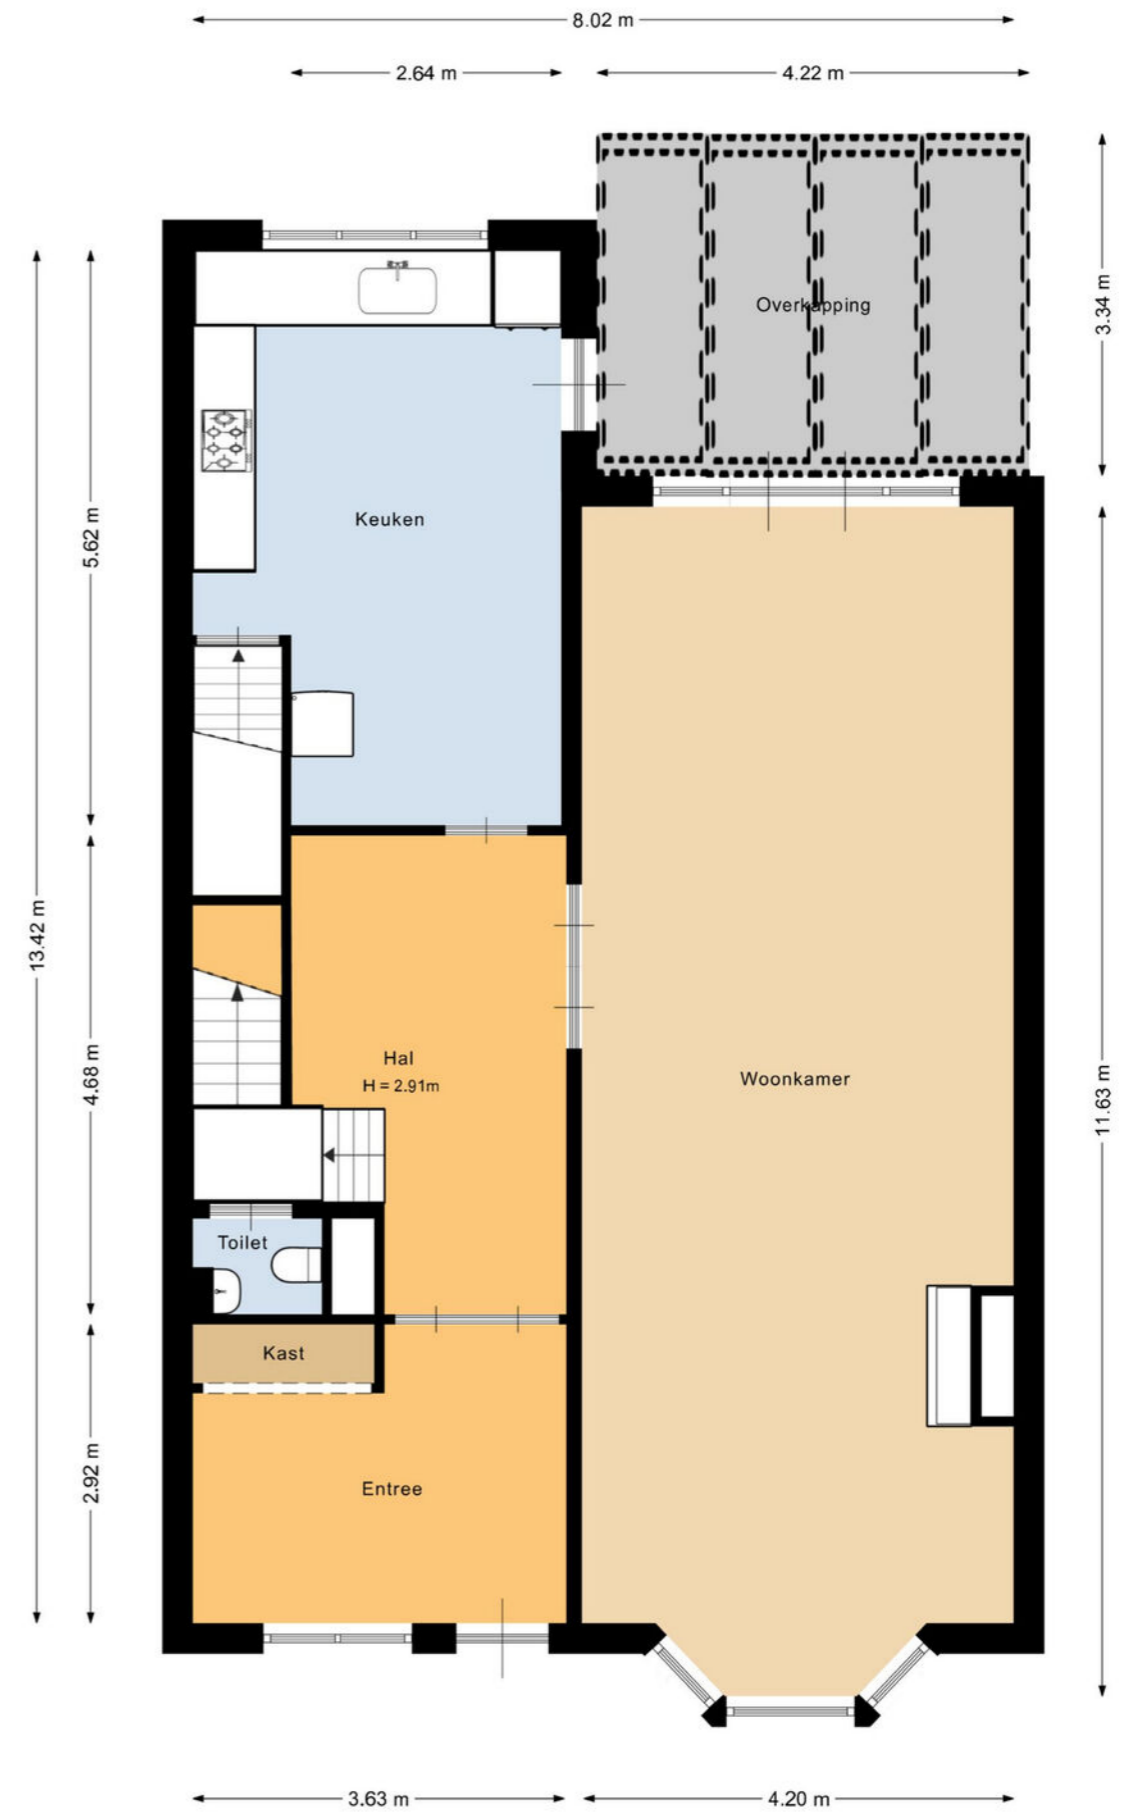 8.02 m
2.64 m
4.22 m
Overkapping
3.34 m
Keuken
5.62 m
13.42 m
Hal
H = 2.91m
4.68 m
Woonkamer
11.63 m
Toilet
Kast
2.92 m
Entree
3.63 m
4.20 m